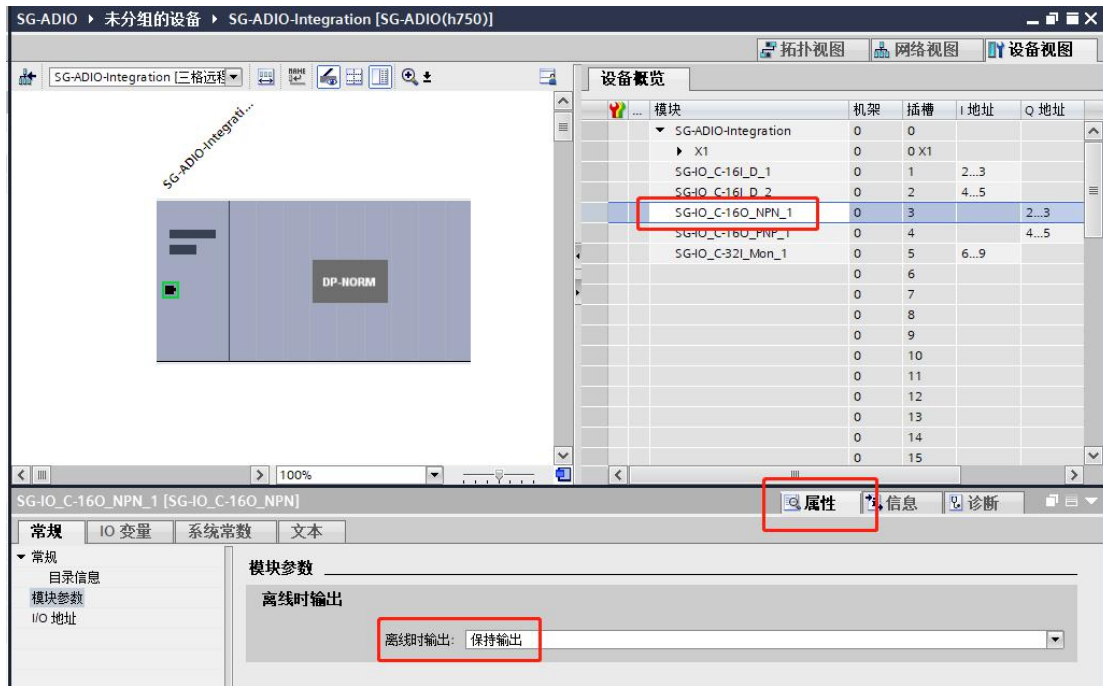 SG-ADIO ▸ 未分组的设备 ▸ SG-ADIO-Integration [SG-ADIO(h750)]
拓扑视图 网络视图 设备视图
SG-ADIO-Integration [三格远程
设备概览
SG-ADIO-Integrati...
... 模块 机架 插槽 I 地址 Q 地址
SG-ADIO-Integration 0 0
X1 0 0 X1
SG-IO_C-16I_D_1 0 1 2...3
SG-IO_C-16I_D_2 0 2 4...5
SG-IO_C-16O_NPN_1 0 3 2...3
SG-IO_C-16O_PNP_1 0 4 4...5
SG-IO_C-32I_Mon_1 0 5 6...9
0 6
0 7
0 8
0 9
0 10
0 11
0 12
0 13
0 14
0 15
DP-NORM
100%
SG-IO_C-16O_NPN_1 [SG-IO_C-16O_NPN]
属性 信息 诊断
常规 IO 变量 系统常数 文本
常规
目录信息
模块参数
I/O 地址
模块参数
离线时输出
离线时输出: 保持输出